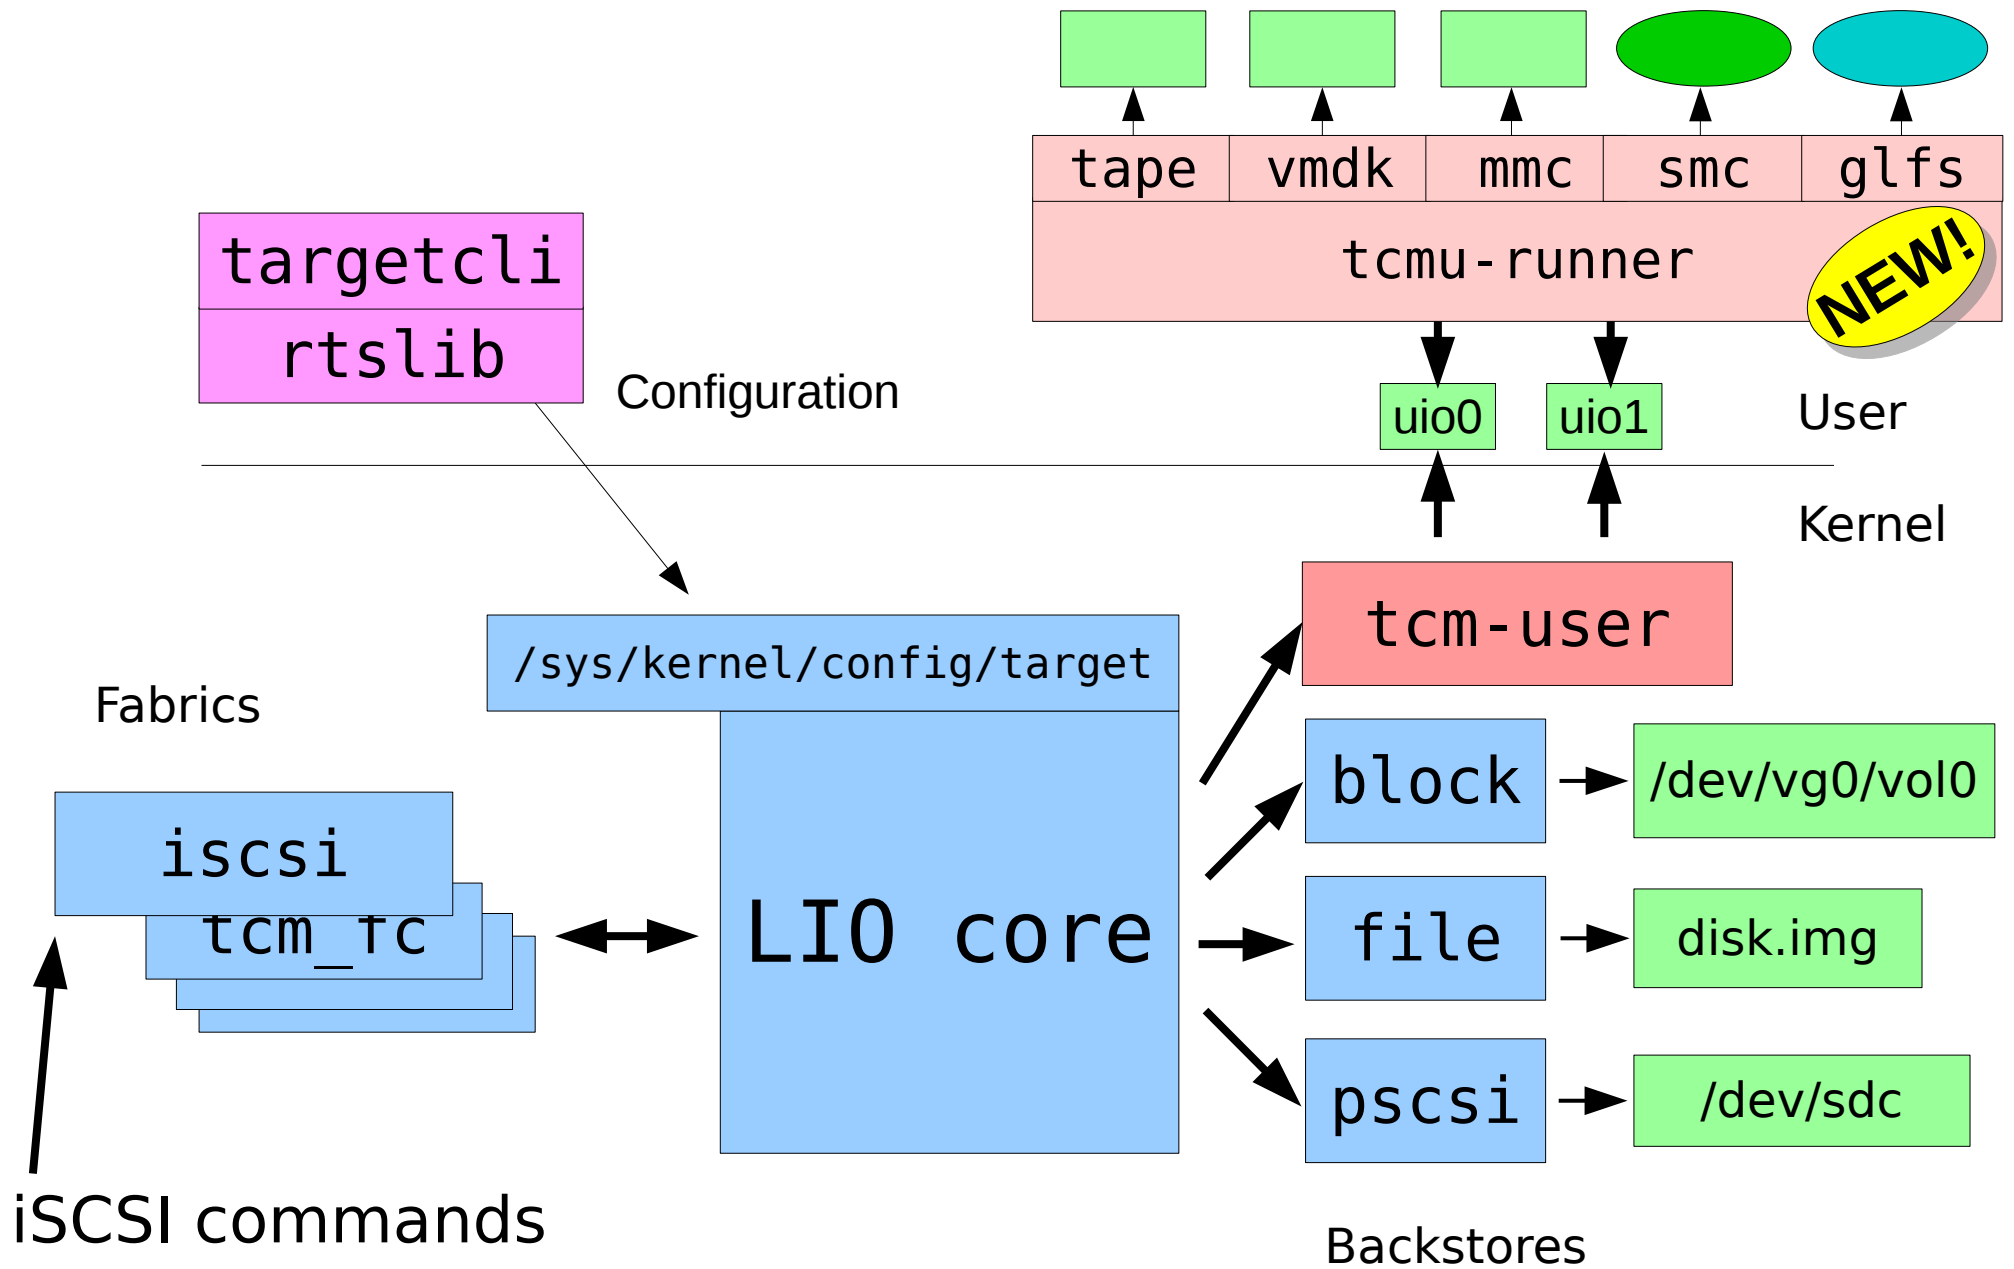 tape vmdk mmc smc glfs
tcmu-runner
NEW!
targetcli
rtslib
Configuration
uio0 uio1
User
Kernel
tcm-user
/sys/kernel/config/target
Fabrics
block
/dev/vg0/vol0
iscsi
tcm_fc
LIO core
file
disk.img
pscsi
/dev/sdc
iSCSI commands
Backstores